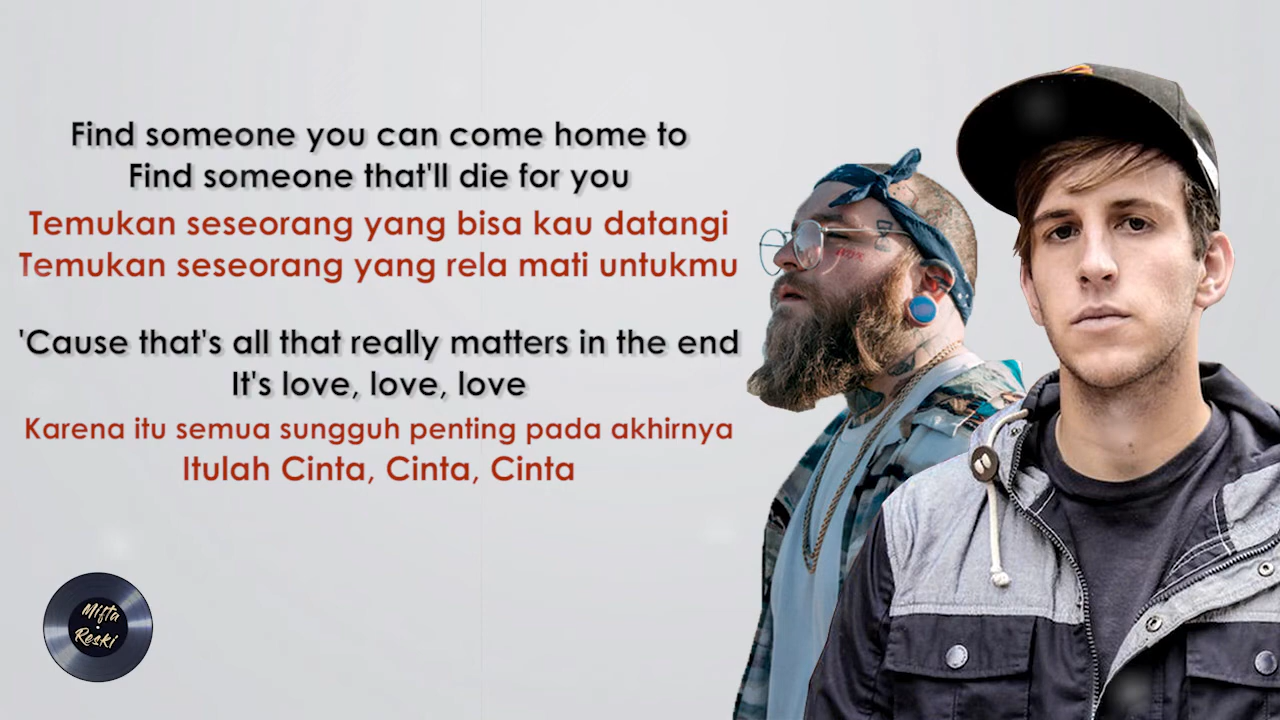 Find someone you can come home to
Find someone that'll die for you
Temukan seseorang yang bisa kau datangi
Temukan seseorang yang rela mati untukmu
'Cause that's all that really matters in the end
It's love, love, love
Karena itu semua sungguh penting pada akhirnya
Itulah Cinta, Cinta, Cinta
Mifta
Reski